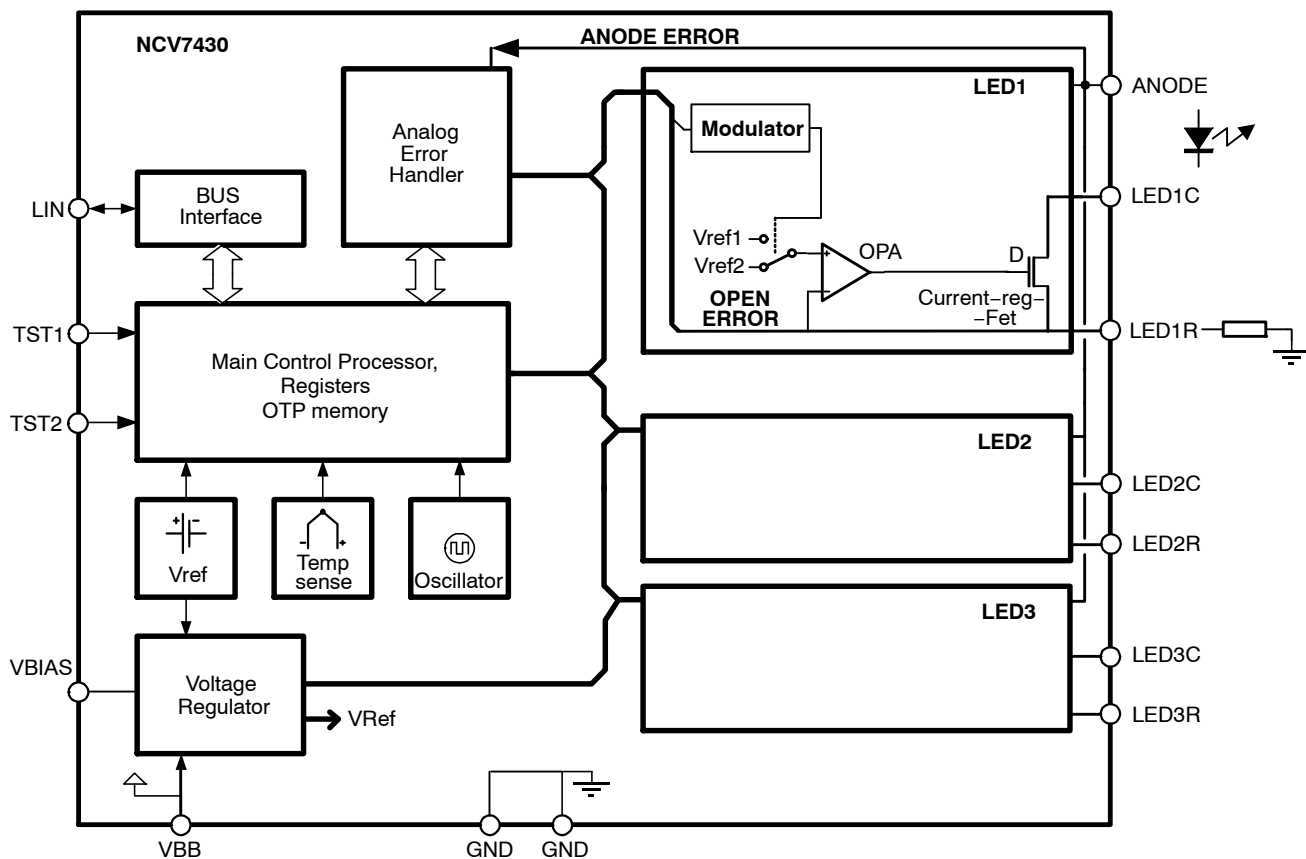 NCV7430
ANODE ERROR
LED1
ANODE
Modulator
Analog
Error
Handler
BUS
Interface
LIN
LED1C
Vref1
Vref2
+
−
OPA
D
Current−reg−
−Fet
OPEN
ERROR
LED1R
TST1
TST2
Main Control Processor,
Registers
OTP memory
LED2
LED2C
LED2R
+ -
Vref
- +
Temp
sense
Oscillator
LED3
LED3C
LED3R
VBIAS
Voltage
Regulator
VRef
VBB
GND
GND